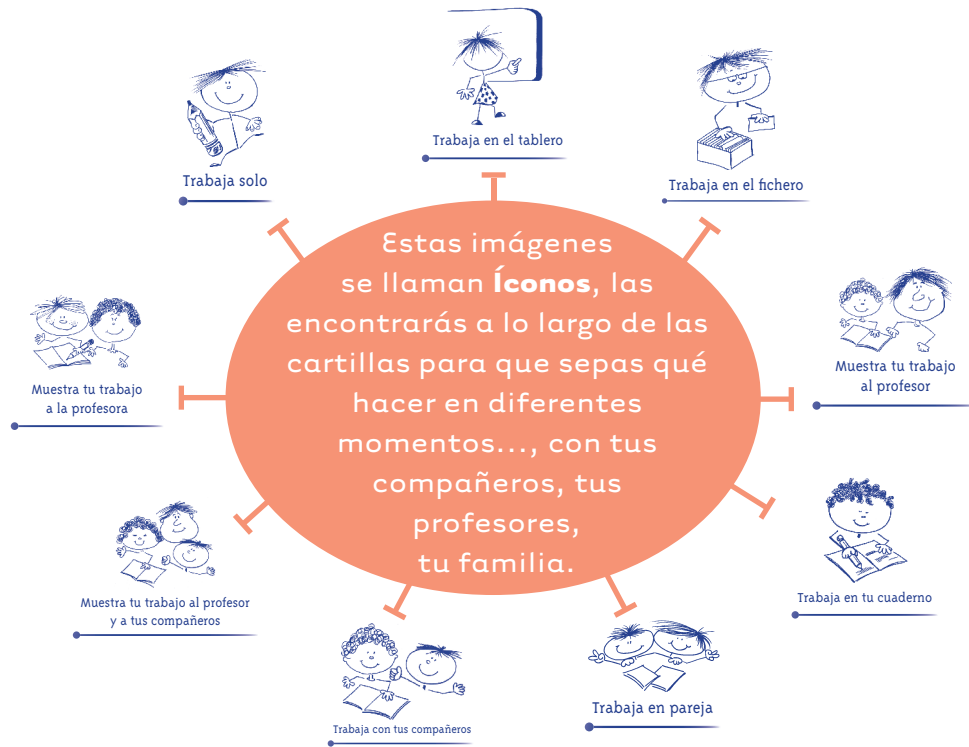 Trabaja en el tablero
Trabaja solo
Trabaja en el fichero
Estas imágenes
se llaman Íconos, las
encontrarás a lo largo de las
cartillas para que sepas qué
hacer en diferentes
momentos..., con tus
compañeros, tus
profesores,
tu familia.
Muestra tu trabajo
a la profesora
Muestra tu trabajo
al profesor
Muestra tu trabajo al profesor
y a tus compañeros
Trabaja en tu cuaderno
Trabaja con tus compañeros
Trabaja en pareja